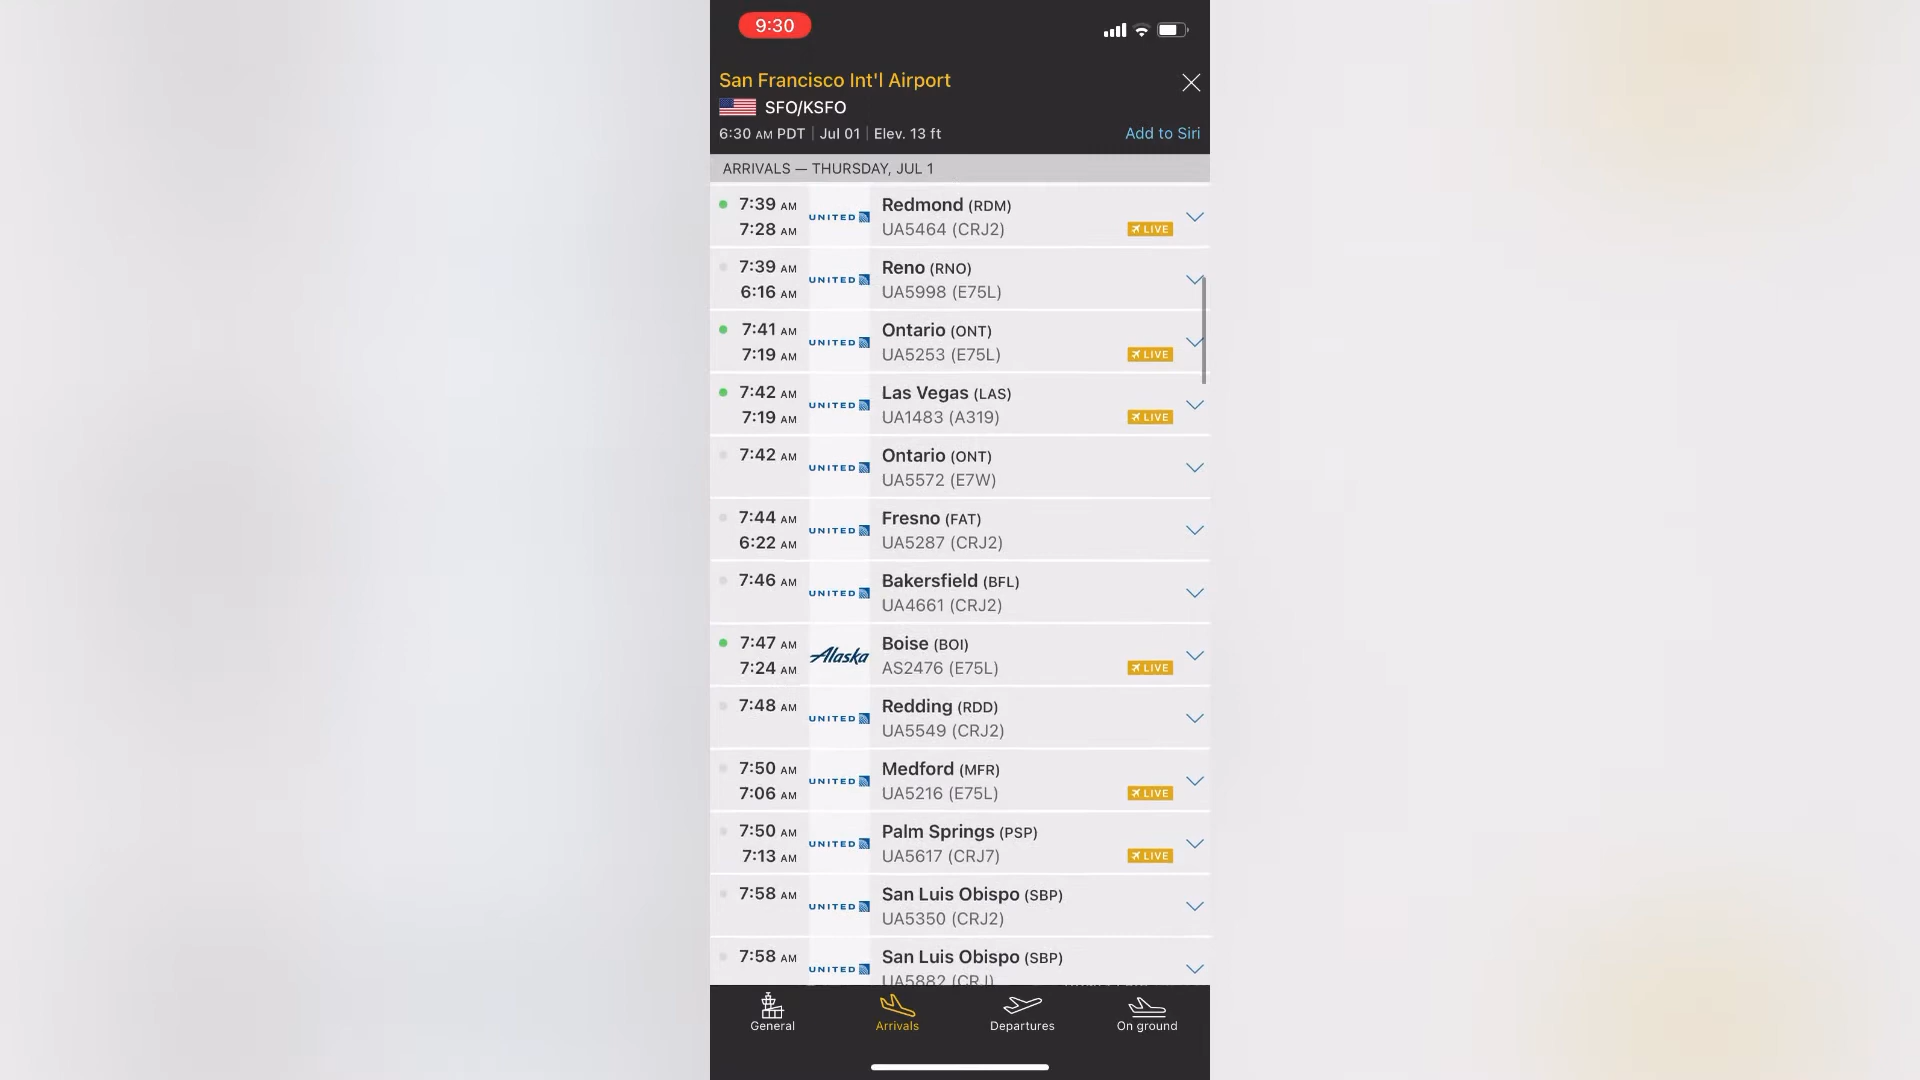 9:30
San Francisco Int'l Airport
SFO/KSFO
6:30 AM PDT | Jul 01 | Elev. 13 ft Add to Siri
ARRIVALS — THURSDAY, JUL 1
7:39 AM UNITED Redmond (RDM)
7:28 AM UA5464 (CRJ2) LIVE
7:39 AM UNITED Reno (RNO)
6:16 AM UA5998 (E75L)
7:41 AM UNITED Ontario (ONT)
7:19 AM UA5253 (E75L) LIVE
7:42 AM UNITED Las Vegas (LAS)
7:19 AM UA1483 (A319) LIVE
7:42 AM UNITED Ontario (ONT)
UA5572 (E7W)
7:44 AM UNITED Fresno (FAT)
6:22 AM UA5287 (CRJ2)
7:46 AM UNITED Bakersfield (BFL)
UA4661 (CRJ2)
7:47 AM Alaska Boise (BOI)
7:24 AM AS2476 (E75L) LIVE
7:48 AM UNITED Redding (RDD)
UA5549 (CRJ2)
7:50 AM UNITED Medford (MFR)
7:06 AM UA5216 (E75L) LIVE
7:50 AM UNITED Palm Springs (PSP)
7:13 AM UA5617 (CRJ7) LIVE
7:58 AM UNITED San Luis Obispo (SBP)
UA5350 (CRJ2)
7:58 AM UNITED San Luis Obispo (SBP)
UA5882 (CRJ)
General Arrivals Departures On ground